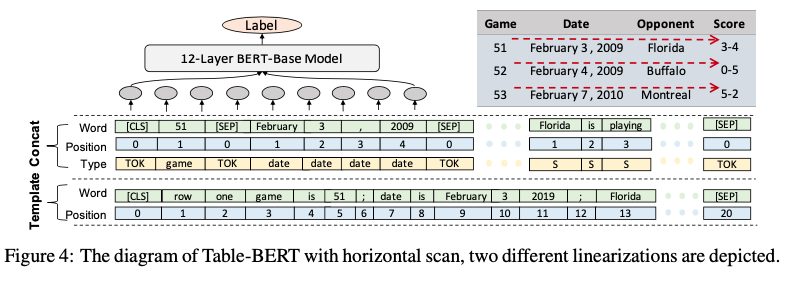 Label
12-Layer BERT-Base Model
Game Date Opponent Score
51 February 3 , 2009 Florida 3-4
52 February 4 , 2009 Buffalo 0-5
53 February 7 , 2010 Montreal 5-2
Concat
Word [CLS] 51 [SEP] February 3 , 2009 [SEP] Florida is playing [SEP]
Position 0 1 0 1 2 3 4 0 1 2 3 0
Type TOK game TOK date date date date TOK S S S TOK
Template
Word [CLS] row one game is 51 ; date is February 3 2019 ; Florida [SEP]
Position 0 1 2 3 4 5 6 7 8 9 10 11 12 13 20
Figure 4: The diagram of Table-BERT with horizontal scan, two different linearizations are depicted.